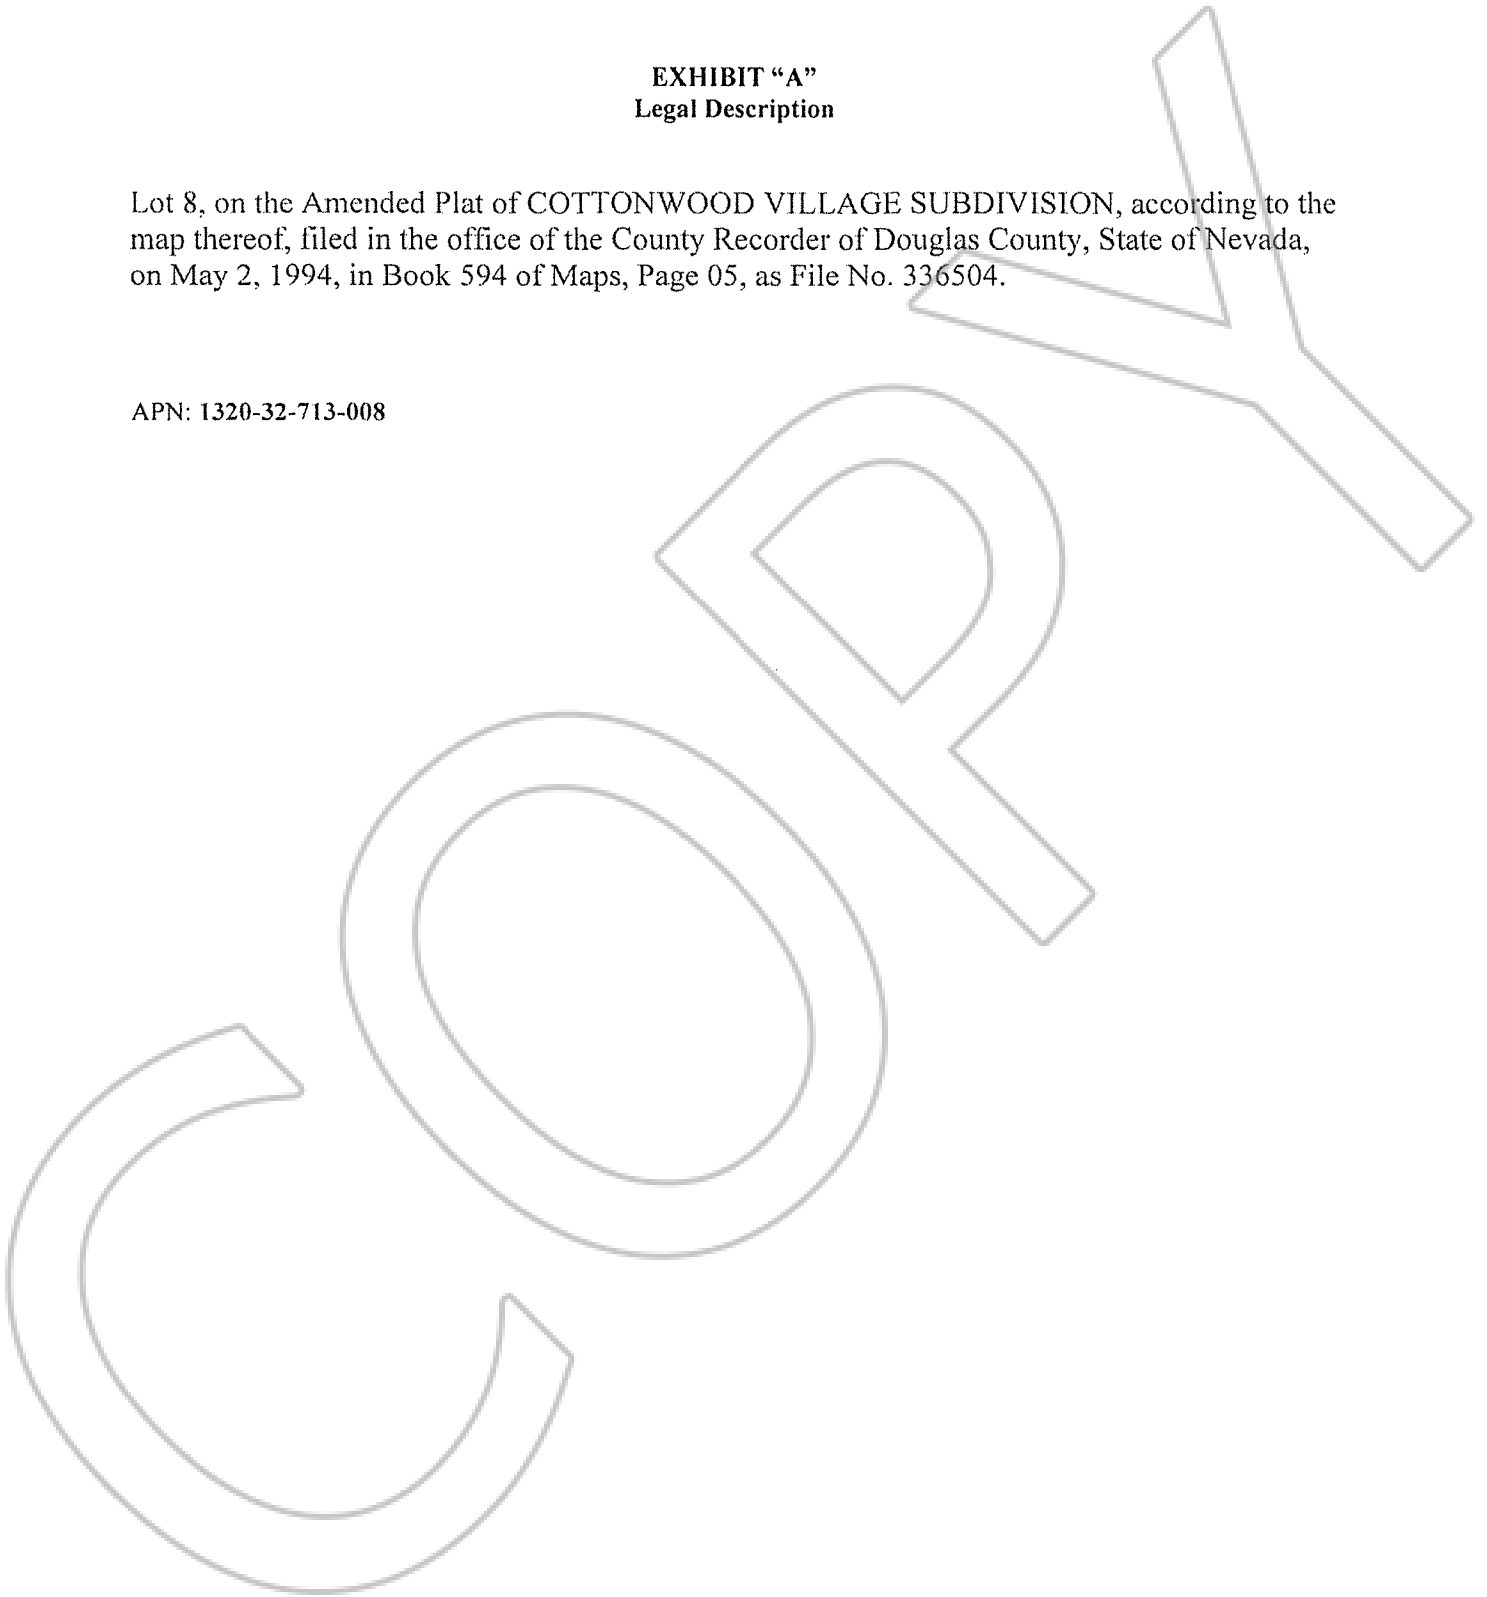 EXHIBIT “A”
Legal Description
Lot 8, on the Amended Plat of COTTONWOOD VILLAGE SUBDIVISION, according to the
map thereof, filed in the office of the County Recorder of Douglas County, State of Nevada,
on May 2, 1994, in Book 594 of Maps, Page 05, as File No. 336504.
APN: 1320-32-713-008
COPY